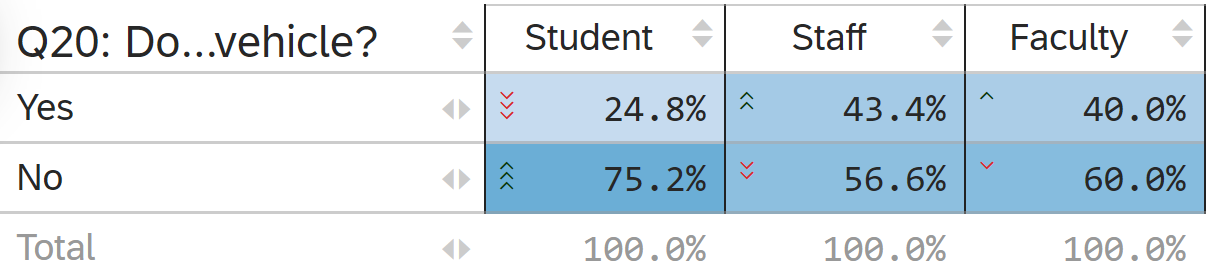 Q20: Do...vehicle? Student Staff Faculty
Yes 24.8% 43.4% 40.0%
No 75.2% 56.6% 60.0%
Total 100.0% 100.0% 100.0%